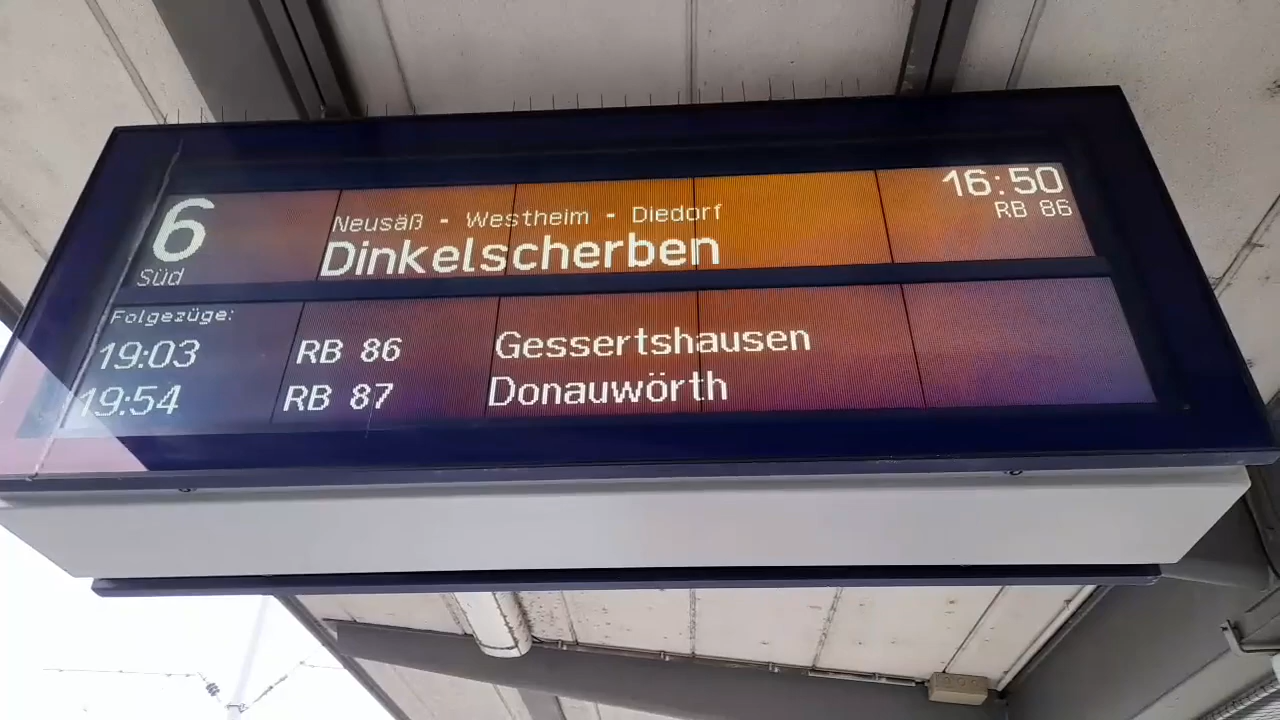 6
Süd
Neusäß - Westheim - Diedorf
Dinkelscherben
16:50
RB 86
Folgezüge:
19:03 RB 86 Gessertshausen
19:54 RB 87 Donauwörth